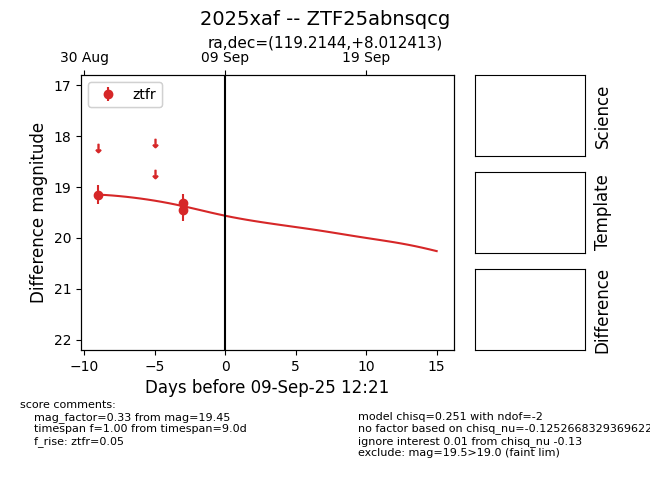 2025xaf -- ZTF25abnsqcg
ra,dec=(119.2144,+8.012413)
30 Aug
09 Sep
19 Sep
ztfr
17
18
19
20
21
22
Difference magnitude
−10
−5
0
5
10
15
Days before 09-Sep-25 12:21
Science
Template
Difference
score comments:
mag_factor=0.33 from mag=19.45
timespan f=1.00 from timespan=9.0d
f_rise: ztfr=0.05
model chisq=0.251 with ndof=-2
no factor based on chisq_nu=-0.1252668329369622
ignore interest 0.01 from chisq_nu -0.13
exclude: mag=19.5>19.0 (faint lim)